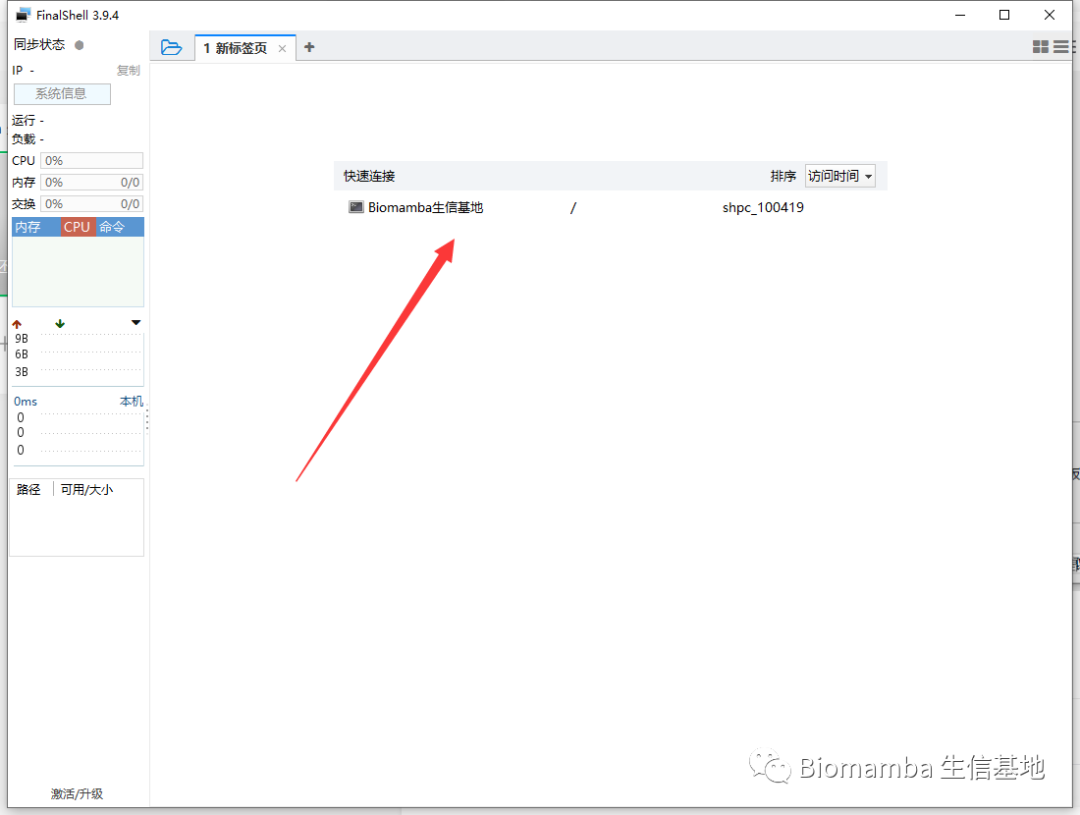 FinalShell 3.9.4
同步状态
1 新标签页
IP -
复制
系统信息
运行 -
负载 -
CPU 0%
内存 0% 0/0
交换 0% 0/0
内存 CPU 命令
9B
6B
3B
0ms 本机
0
0
0
路径 可用/大小
激活/升级
快速连接 排序 访问时间
Biomamba生信基地 / shpc_100419
Biomamba 生信基地